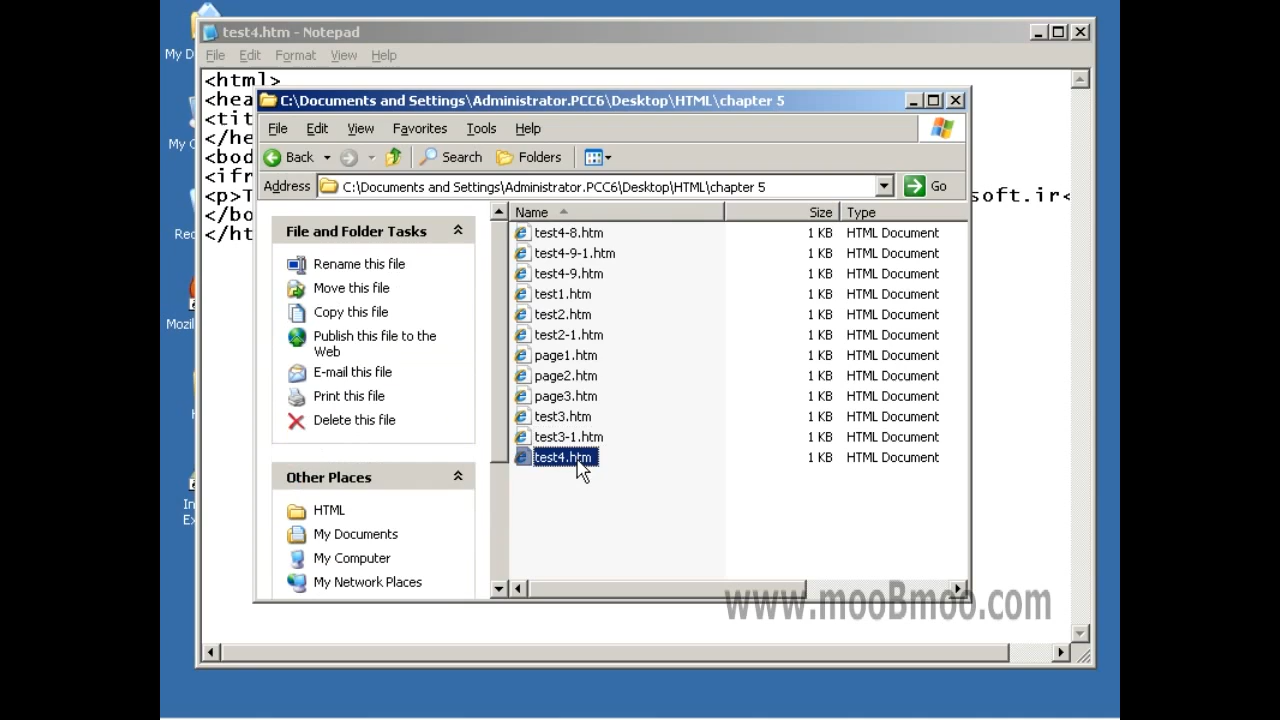 My D
test4.htm - Notepad
File Edit Format View Help
<html>
<hea
<tit
</he
<bod
<ifr
<p>T
soft.ir<
</bo
</ht
My C
Rec
Mozil
H
In
Ex
C:\Documents and Settings\Administrator.PCC6\Desktop\HTML\chapter 5
File Edit View Favorites Tools Help
Back Search Folders
Address C:\Documents and Settings\Administrator.PCC6\Desktop\HTML\chapter 5 Go
File and Folder Tasks
Rename this file
Move this file
Copy this file
Publish this file to the
Web
E-mail this file
Print this file
Delete this file
Other Places
HTML
My Documents
My Computer
My Network Places
Name Size Type
test4-8.htm 1 KB HTML Document
test4-9-1.htm 1 KB HTML Document
test4-9.htm 1 KB HTML Document
test1.htm 1 KB HTML Document
test2.htm 1 KB HTML Document
test2-1.htm 1 KB HTML Document
page1.htm 1 KB HTML Document
page2.htm 1 KB HTML Document
page3.htm 1 KB HTML Document
test3.htm 1 KB HTML Document
test3-1.htm 1 KB HTML Document
test4.htm 1 KB HTML Document
www.mooBmoo.com